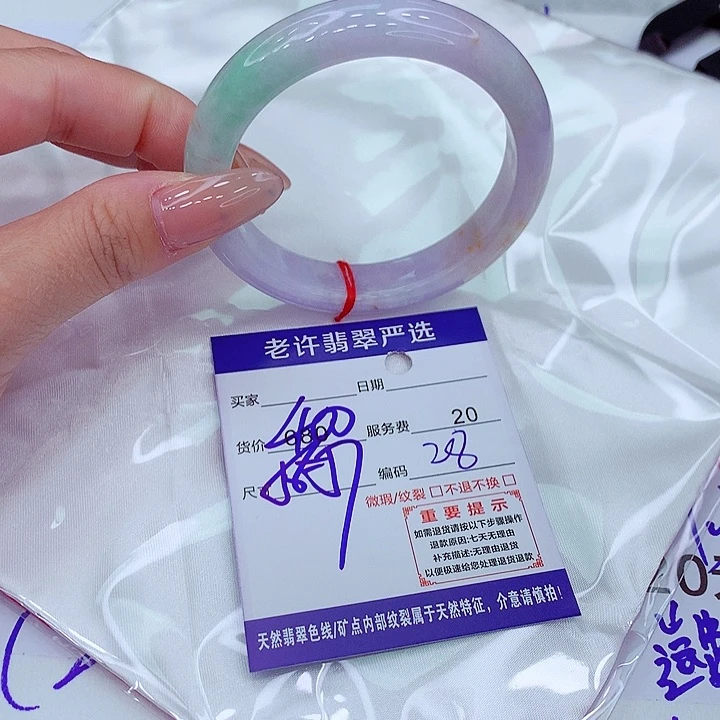 老许翡翠严选
买家 日期
货价 服务费 20
尺 编码 28
微瑕/纹裂 □不退不换 □
重要提示
如需退货请按以下步骤操作
退款原因:七天无理由
补充描述:无理由退货
以便极速给您处理退货退款
天然翡翠色线/矿点内部纹裂属于天然特征，介意请慎拍!